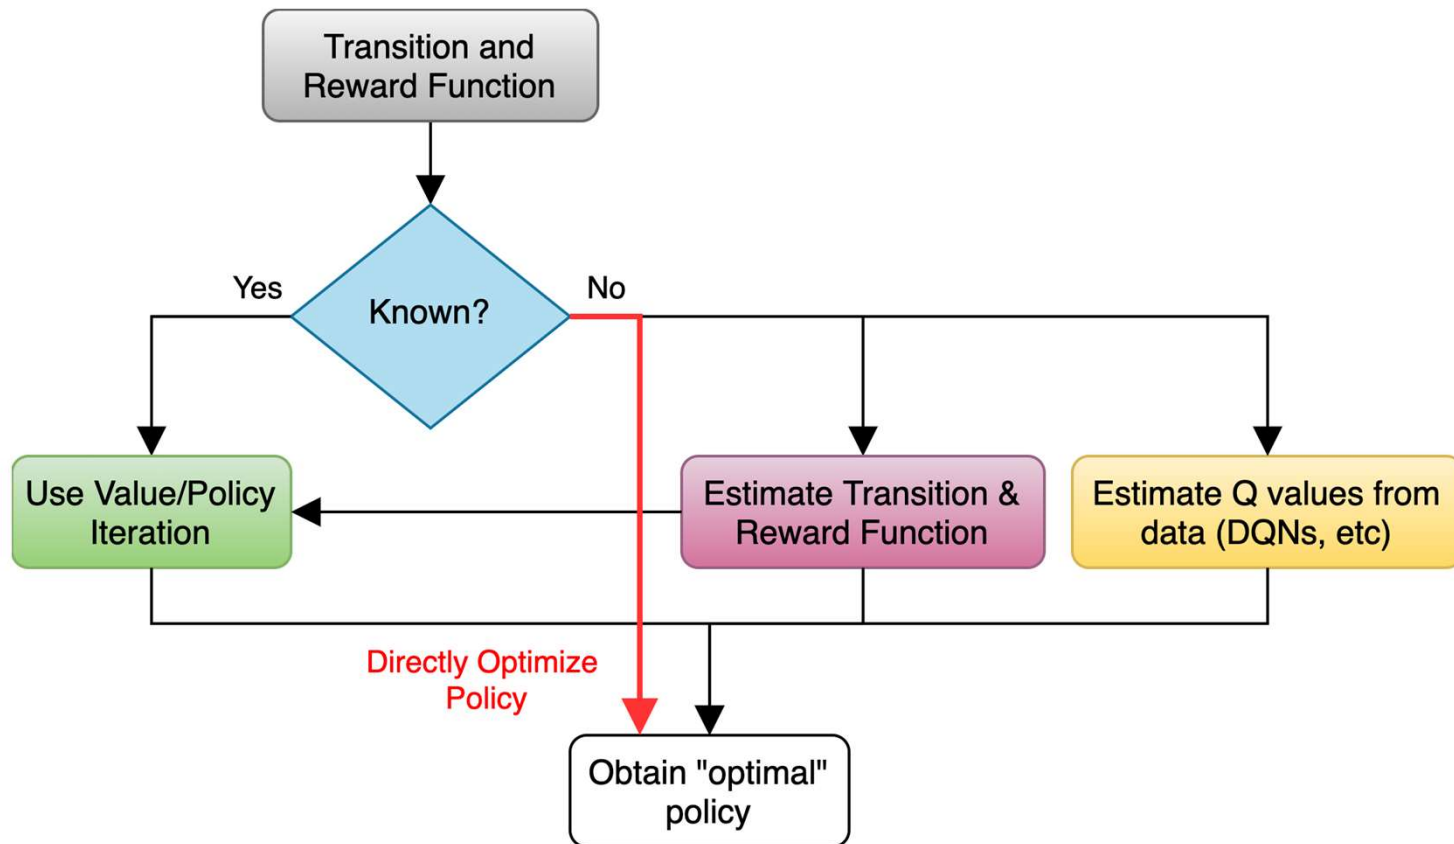 Transition and
Reward Function
Yes
Known?
No
Use Value/Policy
Iteration
Estimate Transition &
Reward Function
Estimate Q values from
data (DQNs, etc)
Directly Optimize
Policy
Obtain "optimal"
policy